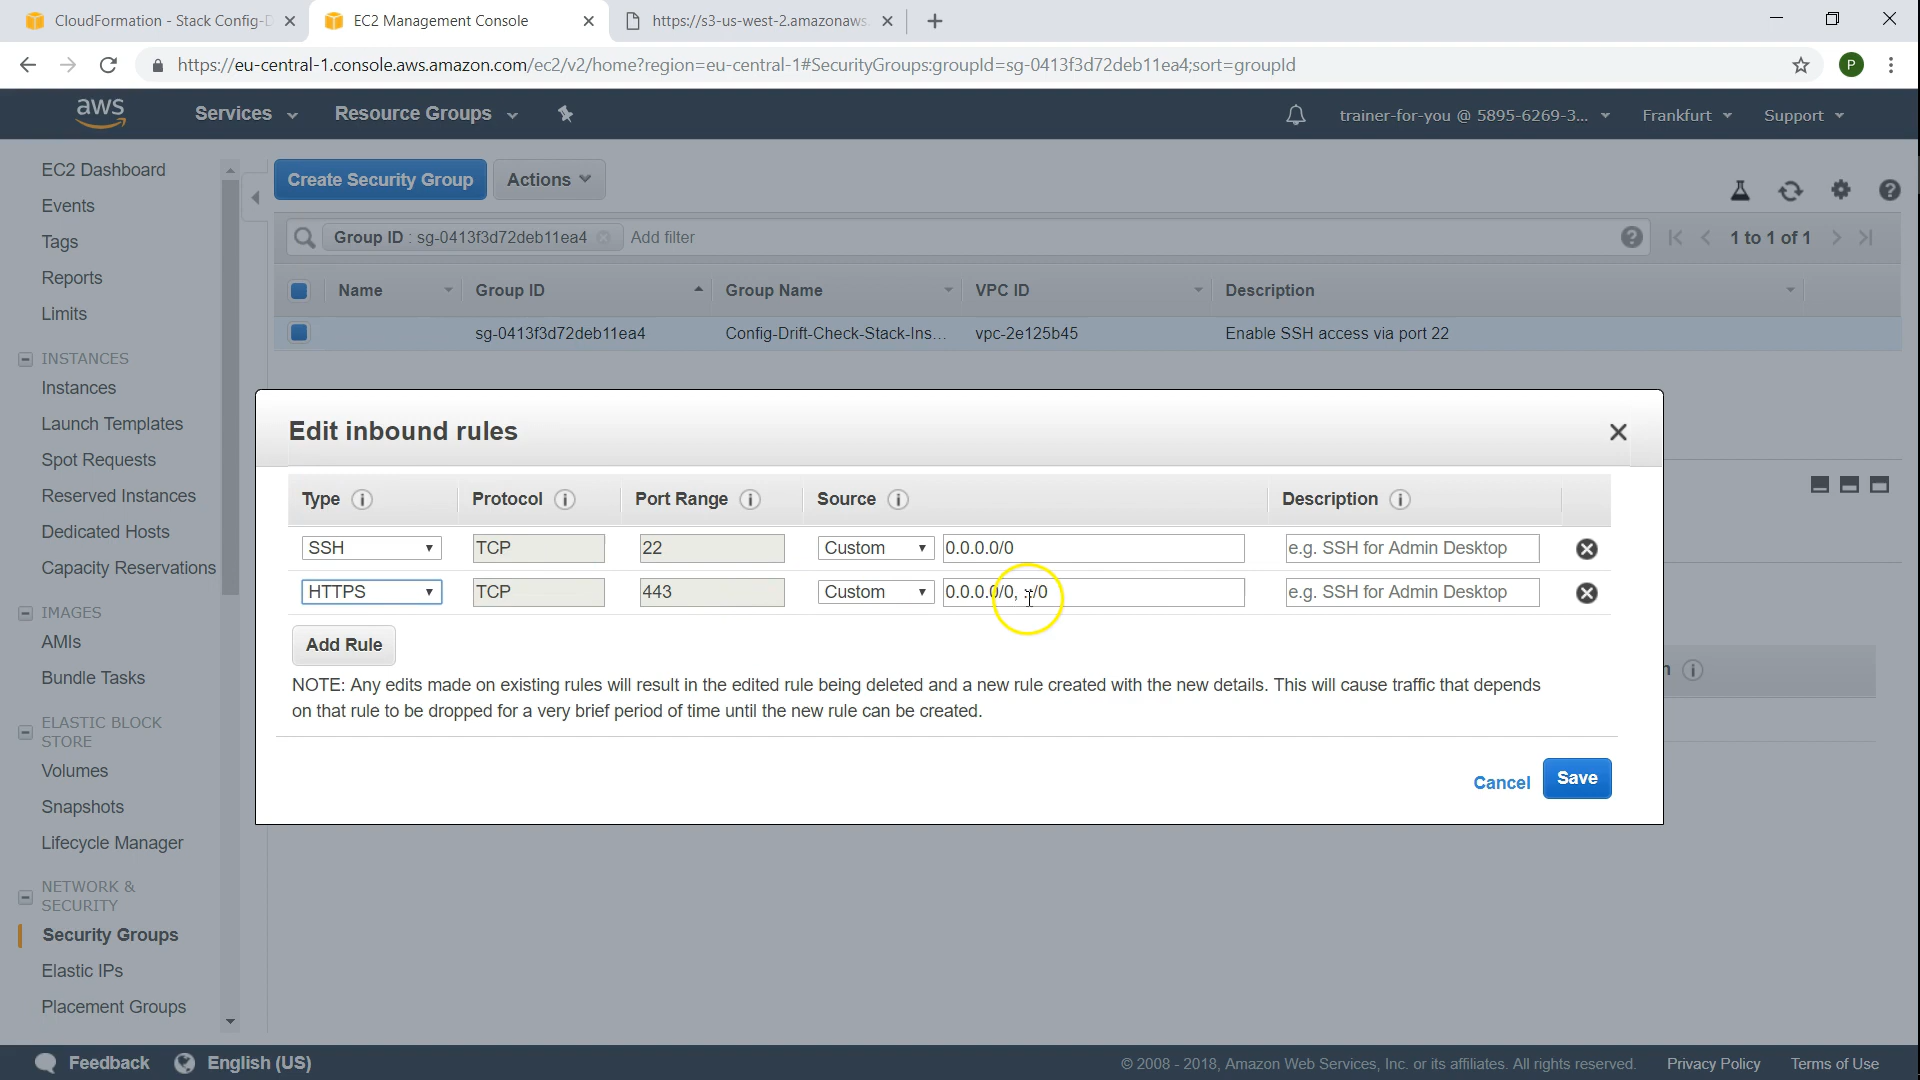 CloudFormation - Stack Config-D
EC2 Management Console
https://s3-us-west-2.amazonaws
https://eu-central-1.console.aws.amazon.com/ec2/v2/home?region=eu-central-1#SecurityGroups:groupId=sg-0413f3d72deb11ea4;sort=groupId
P
aws
Services
Resource Groups
trainer-for-you @ 5895-6269-3...
Frankfurt
Support
EC2 Dashboard
Events
Tags
Reports
Limits
INSTANCES
Instances
Launch Templates
Spot Requests
Reserved Instances
Dedicated Hosts
Capacity Reservations
IMAGES
AMIs
Bundle Tasks
ELASTIC BLOCK
STORE
Volumes
Snapshots
Lifecycle Manager
NETWORK &
SECURITY
Security Groups
Elastic IPs
Placement Groups
Create Security Group
Actions
Group ID : sg-0413f3d72deb11ea4
Add filter
1 to 1 of 1
Name Group ID Group Name VPC ID Description
sg-0413f3d72deb11ea4 Config-Drift-Check-Stack-Ins... vpc-2e125b45 Enable SSH access via port 22
Edit inbound rules
Type Protocol Port Range Source Description
SSH TCP 22 Custom 0.0.0.0/0 e.g. SSH for Admin Desktop
HTTPS TCP 443 Custom 0.0.0.0/0, ::/0 e.g. SSH for Admin Desktop
Add Rule
NOTE: Any edits made on existing rules will result in the edited rule being deleted and a new rule created with the new details. This will cause traffic that depends
on that rule to be dropped for a very brief period of time until the new rule can be created.
Cancel
Save
Feedback
English (US)
© 2008 - 2018, Amazon Web Services, Inc. or its affiliates. All rights reserved.
Privacy Policy
Terms of Use